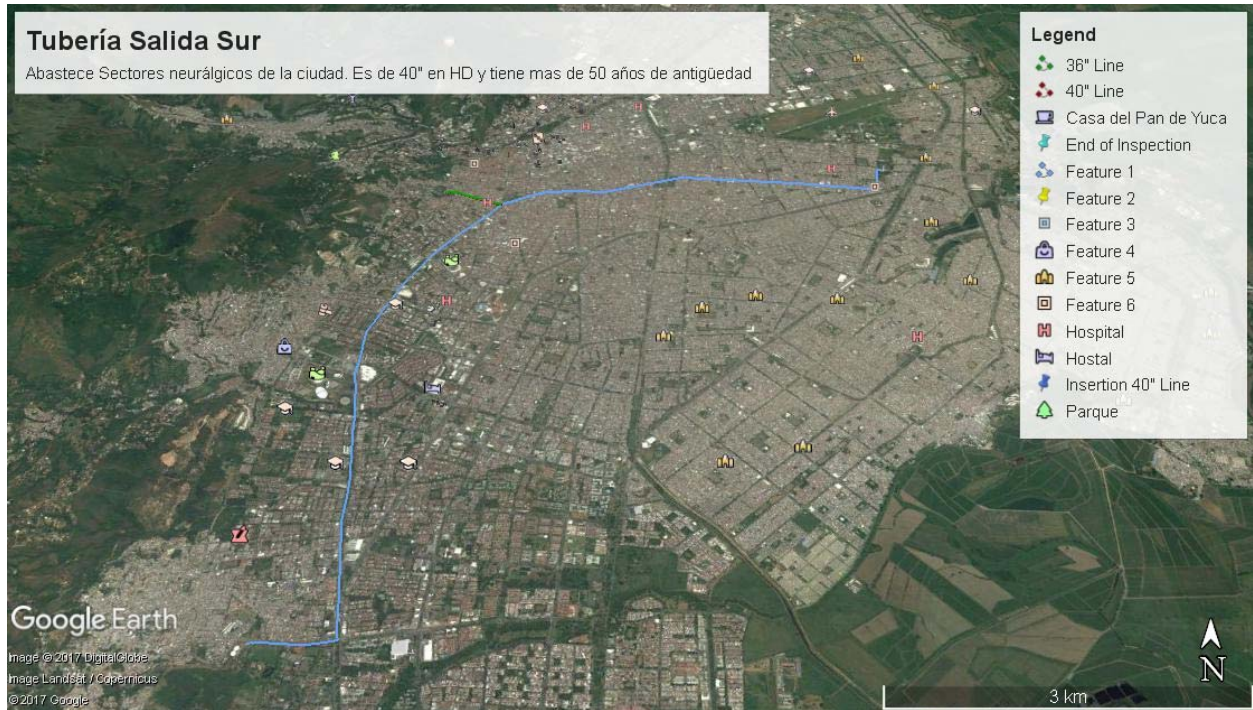 Tubería Salida Sur
Abastece Sectores neurálgicos de la ciudad. Es de 40" en HD y tiene mas de 50 años de antigüedad
Legend
36" Line
40" Line
Casa del Pan de Yuca
End of Inspection
Feature 1
Feature 2
Feature 3
Feature 4
Feature 5
Feature 6
Hospital
Hostal
Insertion 40" Line
Parque
Google Earth
Image © 2017 DigitalGlobe
Image Landsat / Copernicus
© 2017 Google
N
3 km